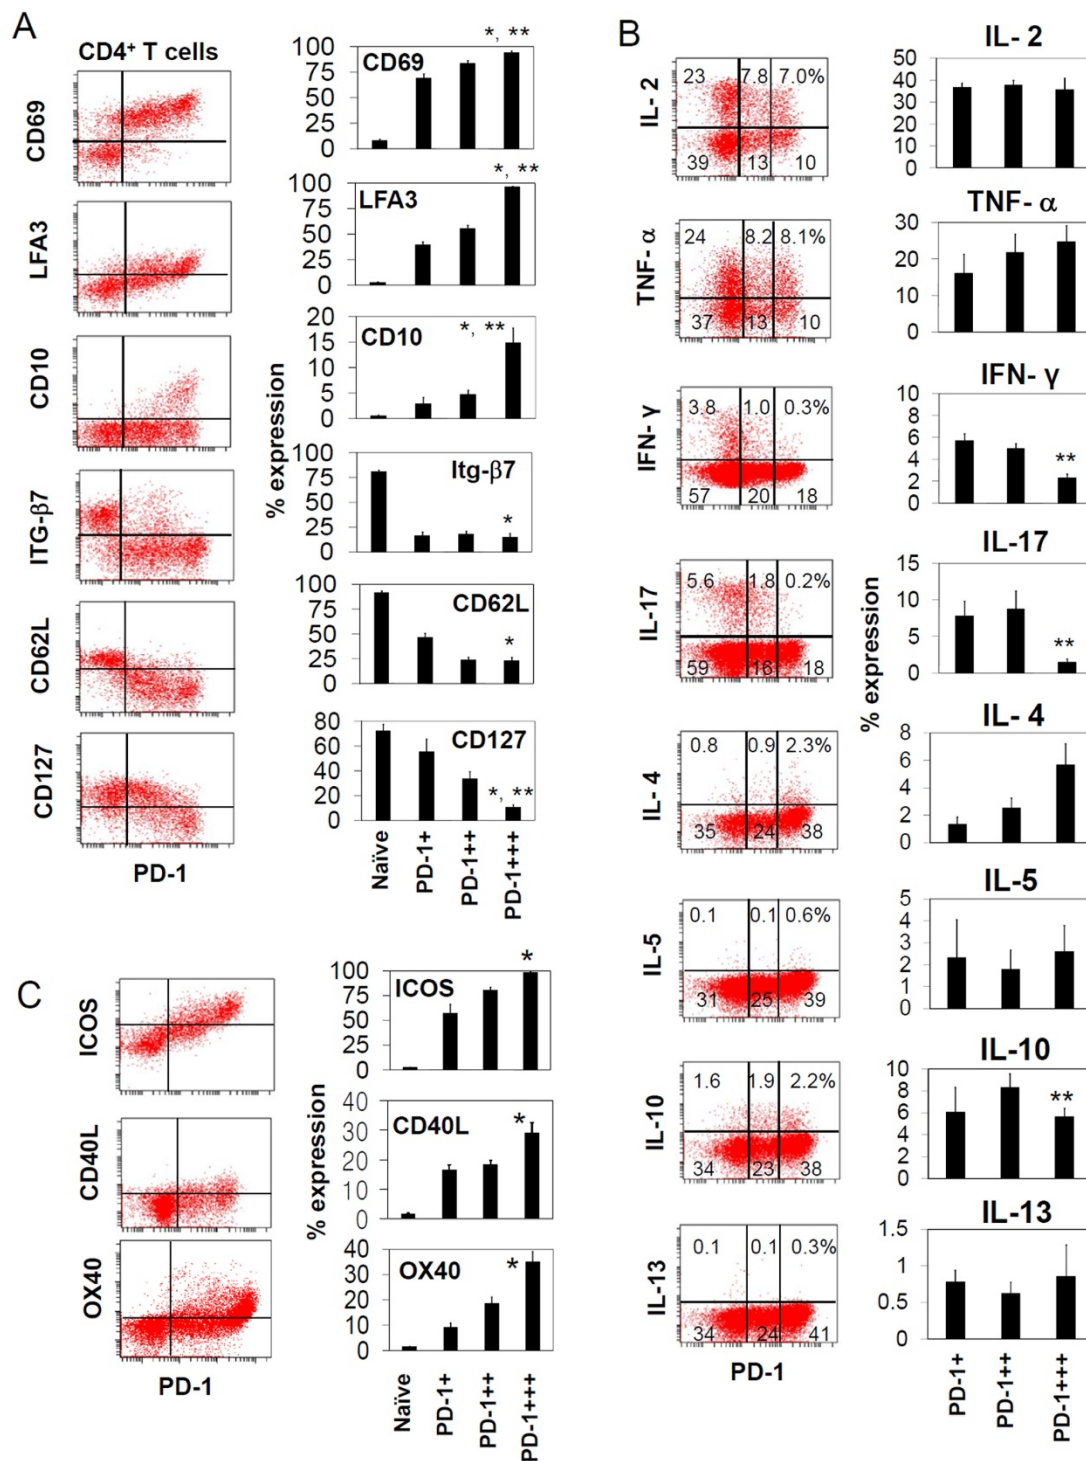 A
CD4⁺ T cells
CD69
LFA3
CD10
ITG-β7
CD62L
CD127
PD-1
% expression
100
75
50
25
0
CD69
*, **
100
75
50
25
0
LFA3
*, **
20
15
10
5
0
CD10
*, **
100
75
50
25
0
Itg-β7
*
100
75
50
25
0
CD62L
*
80
60
40
20
0
CD127
*, **
Naïve
PD-1+
PD-1++
PD-1+++
B
IL- 2
23 7.8 7.0%
39 13 10
TNF- α
24 8.2 8.1%
37 13 10
IFN- γ
3.8 1.0 0.3%
57 20 18
IL-17
5.6 1.8 0.2%
59 16 18
IL- 4
0.8 0.9 2.3%
35 24 38
IL-5
0.1 0.1 0.6%
31 25 39
IL-10
1.6 1.9 2.2%
34 23 38
IL-13
0.1 0.1 0.3%
34 24 41
PD-1
% expression
IL- 2
50
40
30
20
10
0
TNF- α
30
20
10
0
IFN- γ
10
8
6
4
2
0
**
IL-17
15
10
5
0
**
IL- 4
8
6
4
2
0
IL-5
5
4
3
2
1
0
IL-10
10
8
6
4
2
0
**
IL-13
1.5
1
0.5
0
PD-1+
PD-1++
PD-1+++
C
ICOS
CD40L
OX40
PD-1
% expression
100
75
50
25
0
ICOS
*
40
30
20
10
0
CD40L
*
40
30
20
10
0
OX40
*
Naïve
PD-1+
PD-1++
PD-1+++